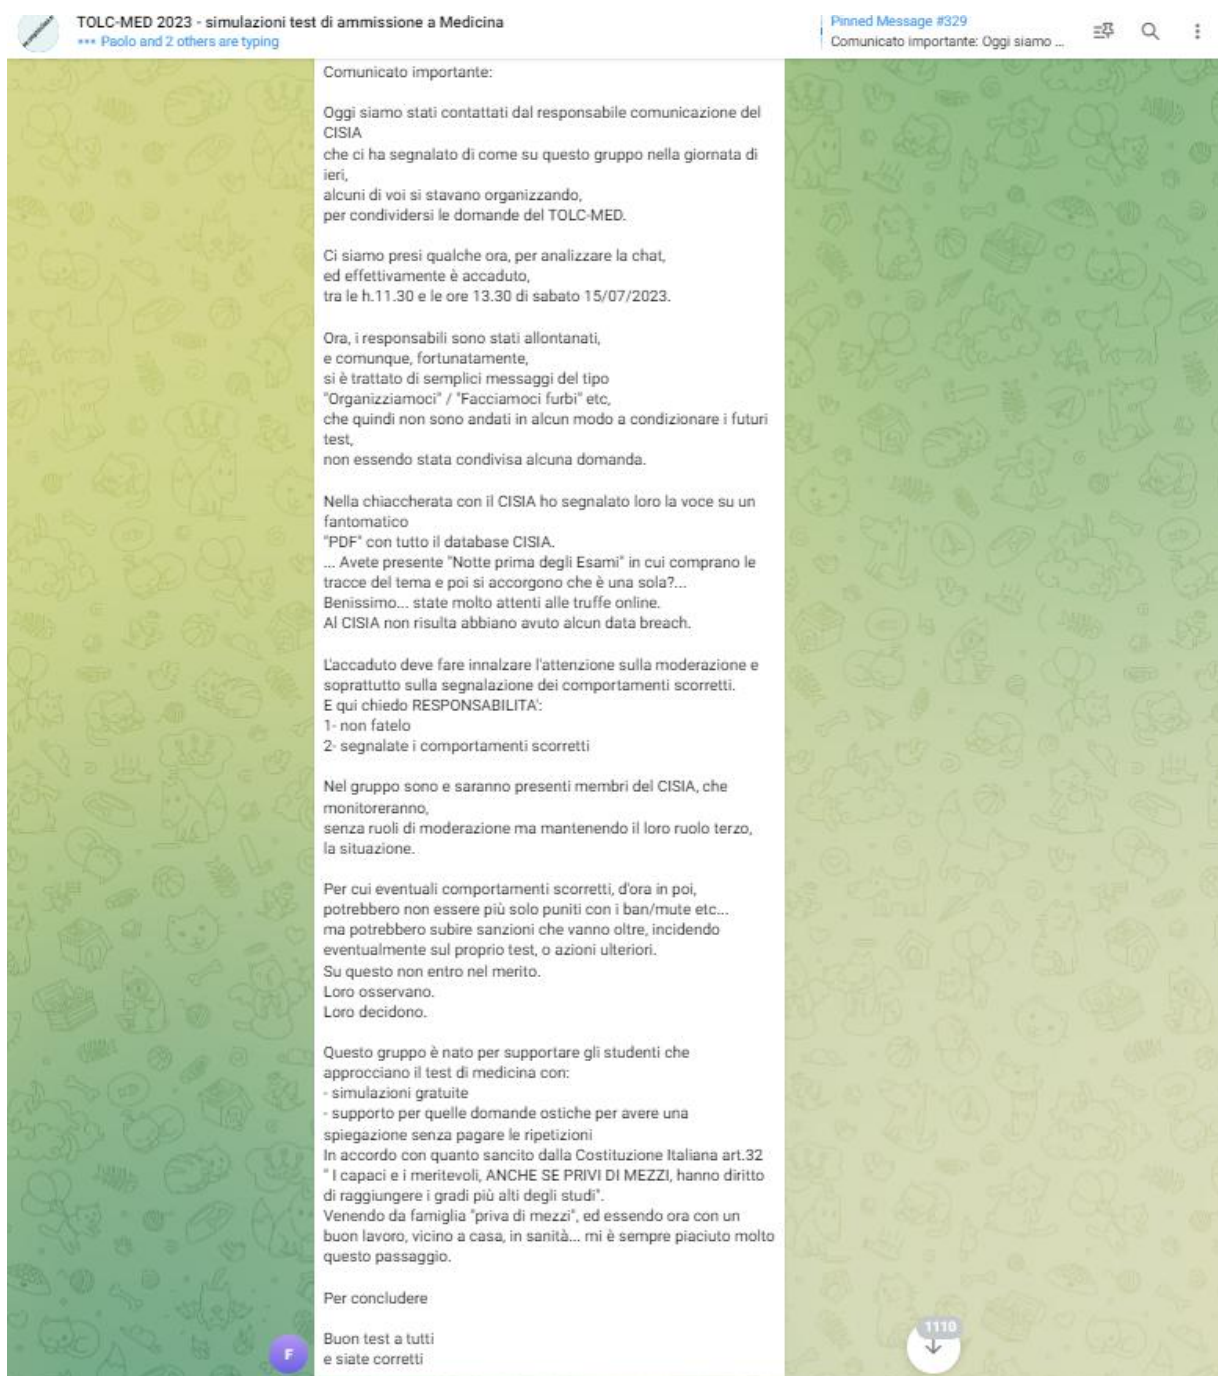 TOLC-MED 2023 - simulazioni test di ammissione a Medicina
Paolo and 2 others are typing
Pinned Message #329
Comunicato importante: Oggi siamo ...
Comunicato importante:
Oggi siamo stati contattati dal responsabile comunicazione del
CISIA
che ci ha segnalato di come su questo gruppo nella giornata di
ieri,
alcuni di voi si stavano organizzando,
per condividersi le domande del TOLC-MED.
Ci siamo presi qualche ora, per analizzare la chat,
ed effettivamente è accaduto,
tra le h.11.30 e le ore 13.30 di sabato 15/07/2023.
Ora, i responsabili sono stati allontanati,
e comunque, fortunatamente,
si è trattato di semplici messaggi del tipo
"Organizziamoci" / "Facciamoci furbi" etc,
che quindi non sono andati in alcun modo a condizionare i futuri
test,
non essendo stata condivisa alcuna domanda.
Nella chiaccherata con il CISIA ho segnalato loro la voce su un
fantomatico
"PDF" con tutto il database CISIA.
... Avete presente "Notte prima degli Esami" in cui comprano le
tracce del tema e poi si accorgono che è una sola?...
Benissimo... state molto attenti alle truffe online.
Al CISIA non risulta abbiano avuto alcun data breach.
L'accaduto deve fare innalzare l'attenzione sulla moderazione e
soprattutto sulla segnalazione dei comportamenti scorretti.
E qui chiedo RESPONSABILITA':
1- non fatelo
2- segnalate i comportamenti scorretti
Nel gruppo sono e saranno presenti membri del CISIA, che
monitoreranno,
senza ruoli di moderazione ma mantenendo il loro ruolo terzo,
la situazione.
Per cui eventuali comportamenti scorretti, d'ora in poi,
potrebbero non essere più solo puniti con i ban/mute etc...
ma potrebbero subire sanzioni che vanno oltre, incidendo
eventualmente sul proprio test, o azioni ulteriori.
Su questo non entro nel merito.
Loro osservano.
Loro decidono.
Questo gruppo è nato per supportare gli studenti che
approcciano il test di medicina con:
- simulazioni gratuite
- supporto per quelle domande ostiche per avere una
spiegazione senza pagare le ripetizioni
In accordo con quanto sancito dalla Costituzione Italiana art.32
" I capaci e i meritevoli, ANCHE SE PRIVI DI MEZZI, hanno diritto
di raggiungere i gradi più alti degli studi".
Venendo da famiglia "priva di mezzi", ed essendo ora con un
buon lavoro, vicino a casa, in sanità... mi è sempre piaciuto molto
questo passaggio.
Per concludere
Buon test a tutti
e siate corretti
F
1110